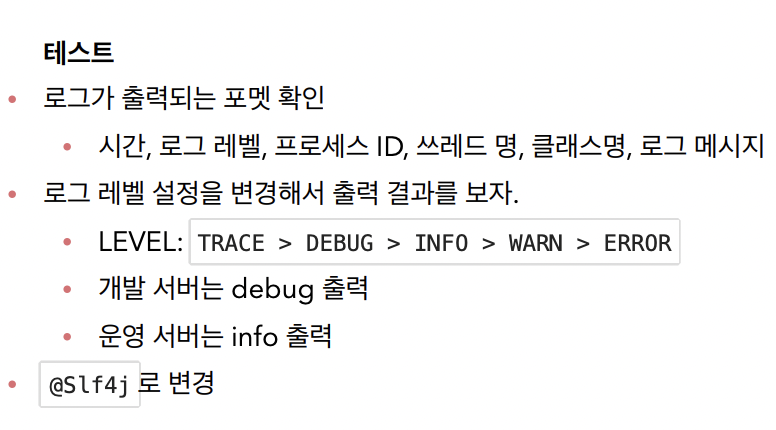 테스트
로그가 출력되는 포멧 확인
시간, 로그 레벨, 프로세스 ID, 쓰레드 명, 클래스명, 로그 메시지
로그 레벨 설정을 변경해서 출력 결과를 보자.
LEVEL: TRACE > DEBUG > INFO > WARN > ERROR
개발 서버는 debug 출력
운영 서버는 info 출력
@Slf4j 로 변경